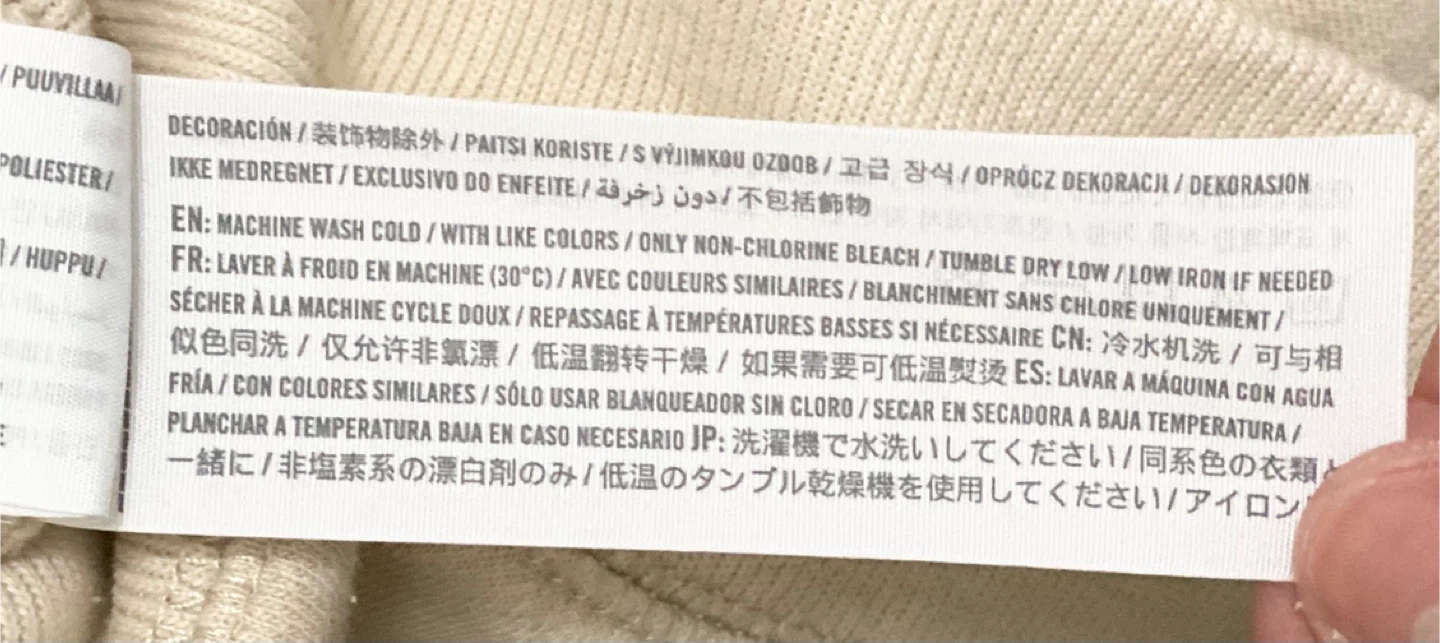 / PUUVILLAA/
POLIESTER/
/ HUPPU/
DECORACIÓN / 装饰物除外 / PAITSI KORISTE / S VÝJIMKOU OZDOB / 고급 장식 / OPRÓCZ DEKORACJI / DEKORASJON
IKKE MEDREGNET / EXCLUSIVO DO ENFEITE / دون زخرفة / 不包括飾物
EN: MACHINE WASH COLD / WITH LIKE COLORS / ONLY NON-CHLORINE BLEACH / TUMBLE DRY LOW / LOW IRON IF NEEDED
FR: LAVER À FROID EN MACHINE (30°C) / AVEC COULEURS SIMILAIRES / BLANCHIMENT SANS CHLORE UNIQUEMENT /
SÉCHER À LA MACHINE CYCLE DOUX / REPASSAGE À TEMPÉRATURES BASSES SI NÉCESSAIRE CN: 冷水机洗 / 可与相
似色同洗 / 仅允许非氯漂 / 低温翻转干燥 / 如果需要可低温熨烫 ES: LAVAR A MÁQUINA CON AGUA
FRÍA / CON COLORES SIMILARES / SÓLO USAR BLANQUEADOR SIN CLORO / SECAR EN SECADORA A BAJA TEMPERATURA /
PLANCHAR A TEMPERATURA BAJA EN CASO NECESARIO JP: 洗濯機で水洗いしてください / 同系色の衣類と
一緒に / 非塩素系の漂白剤のみ / 低温のタンブル乾燥機を使用してください / アイロン